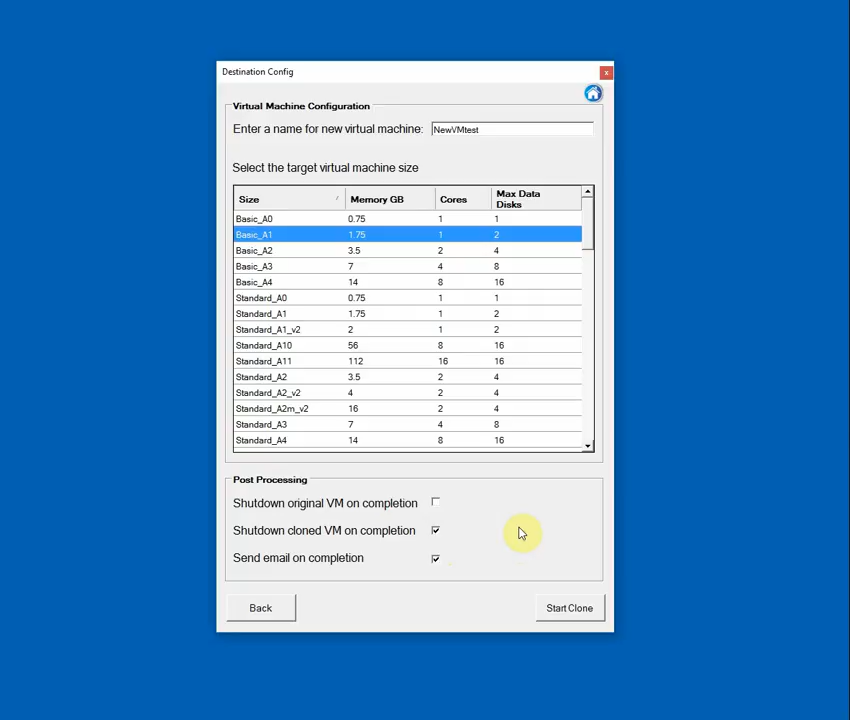 Destination Config
x
Virtual Machine Configuration
Enter a name for new virtual machine: NewVMtest
Select the target virtual machine size
Size Memory GB Cores Max Data Disks
Basic_A0 0.75 1 1
Basic_A1 1.75 1 2
Basic_A2 3.5 2 4
Basic_A3 7 4 8
Basic_A4 14 8 16
Standard_A0 0.75 1 1
Standard_A1 1.75 1 2
Standard_A1_v2 2 1 2
Standard_A10 56 8 16
Standard_A11 112 16 16
Standard_A2 3.5 2 4
Standard_A2_v2 4 2 4
Standard_A2m_v2 16 2 4
Standard_A3 7 4 8
Standard_A4 14 8 16
Post Processing
Shutdown original VM on completion
Shutdown cloned VM on completion
Send email on completion
Back Start Clone